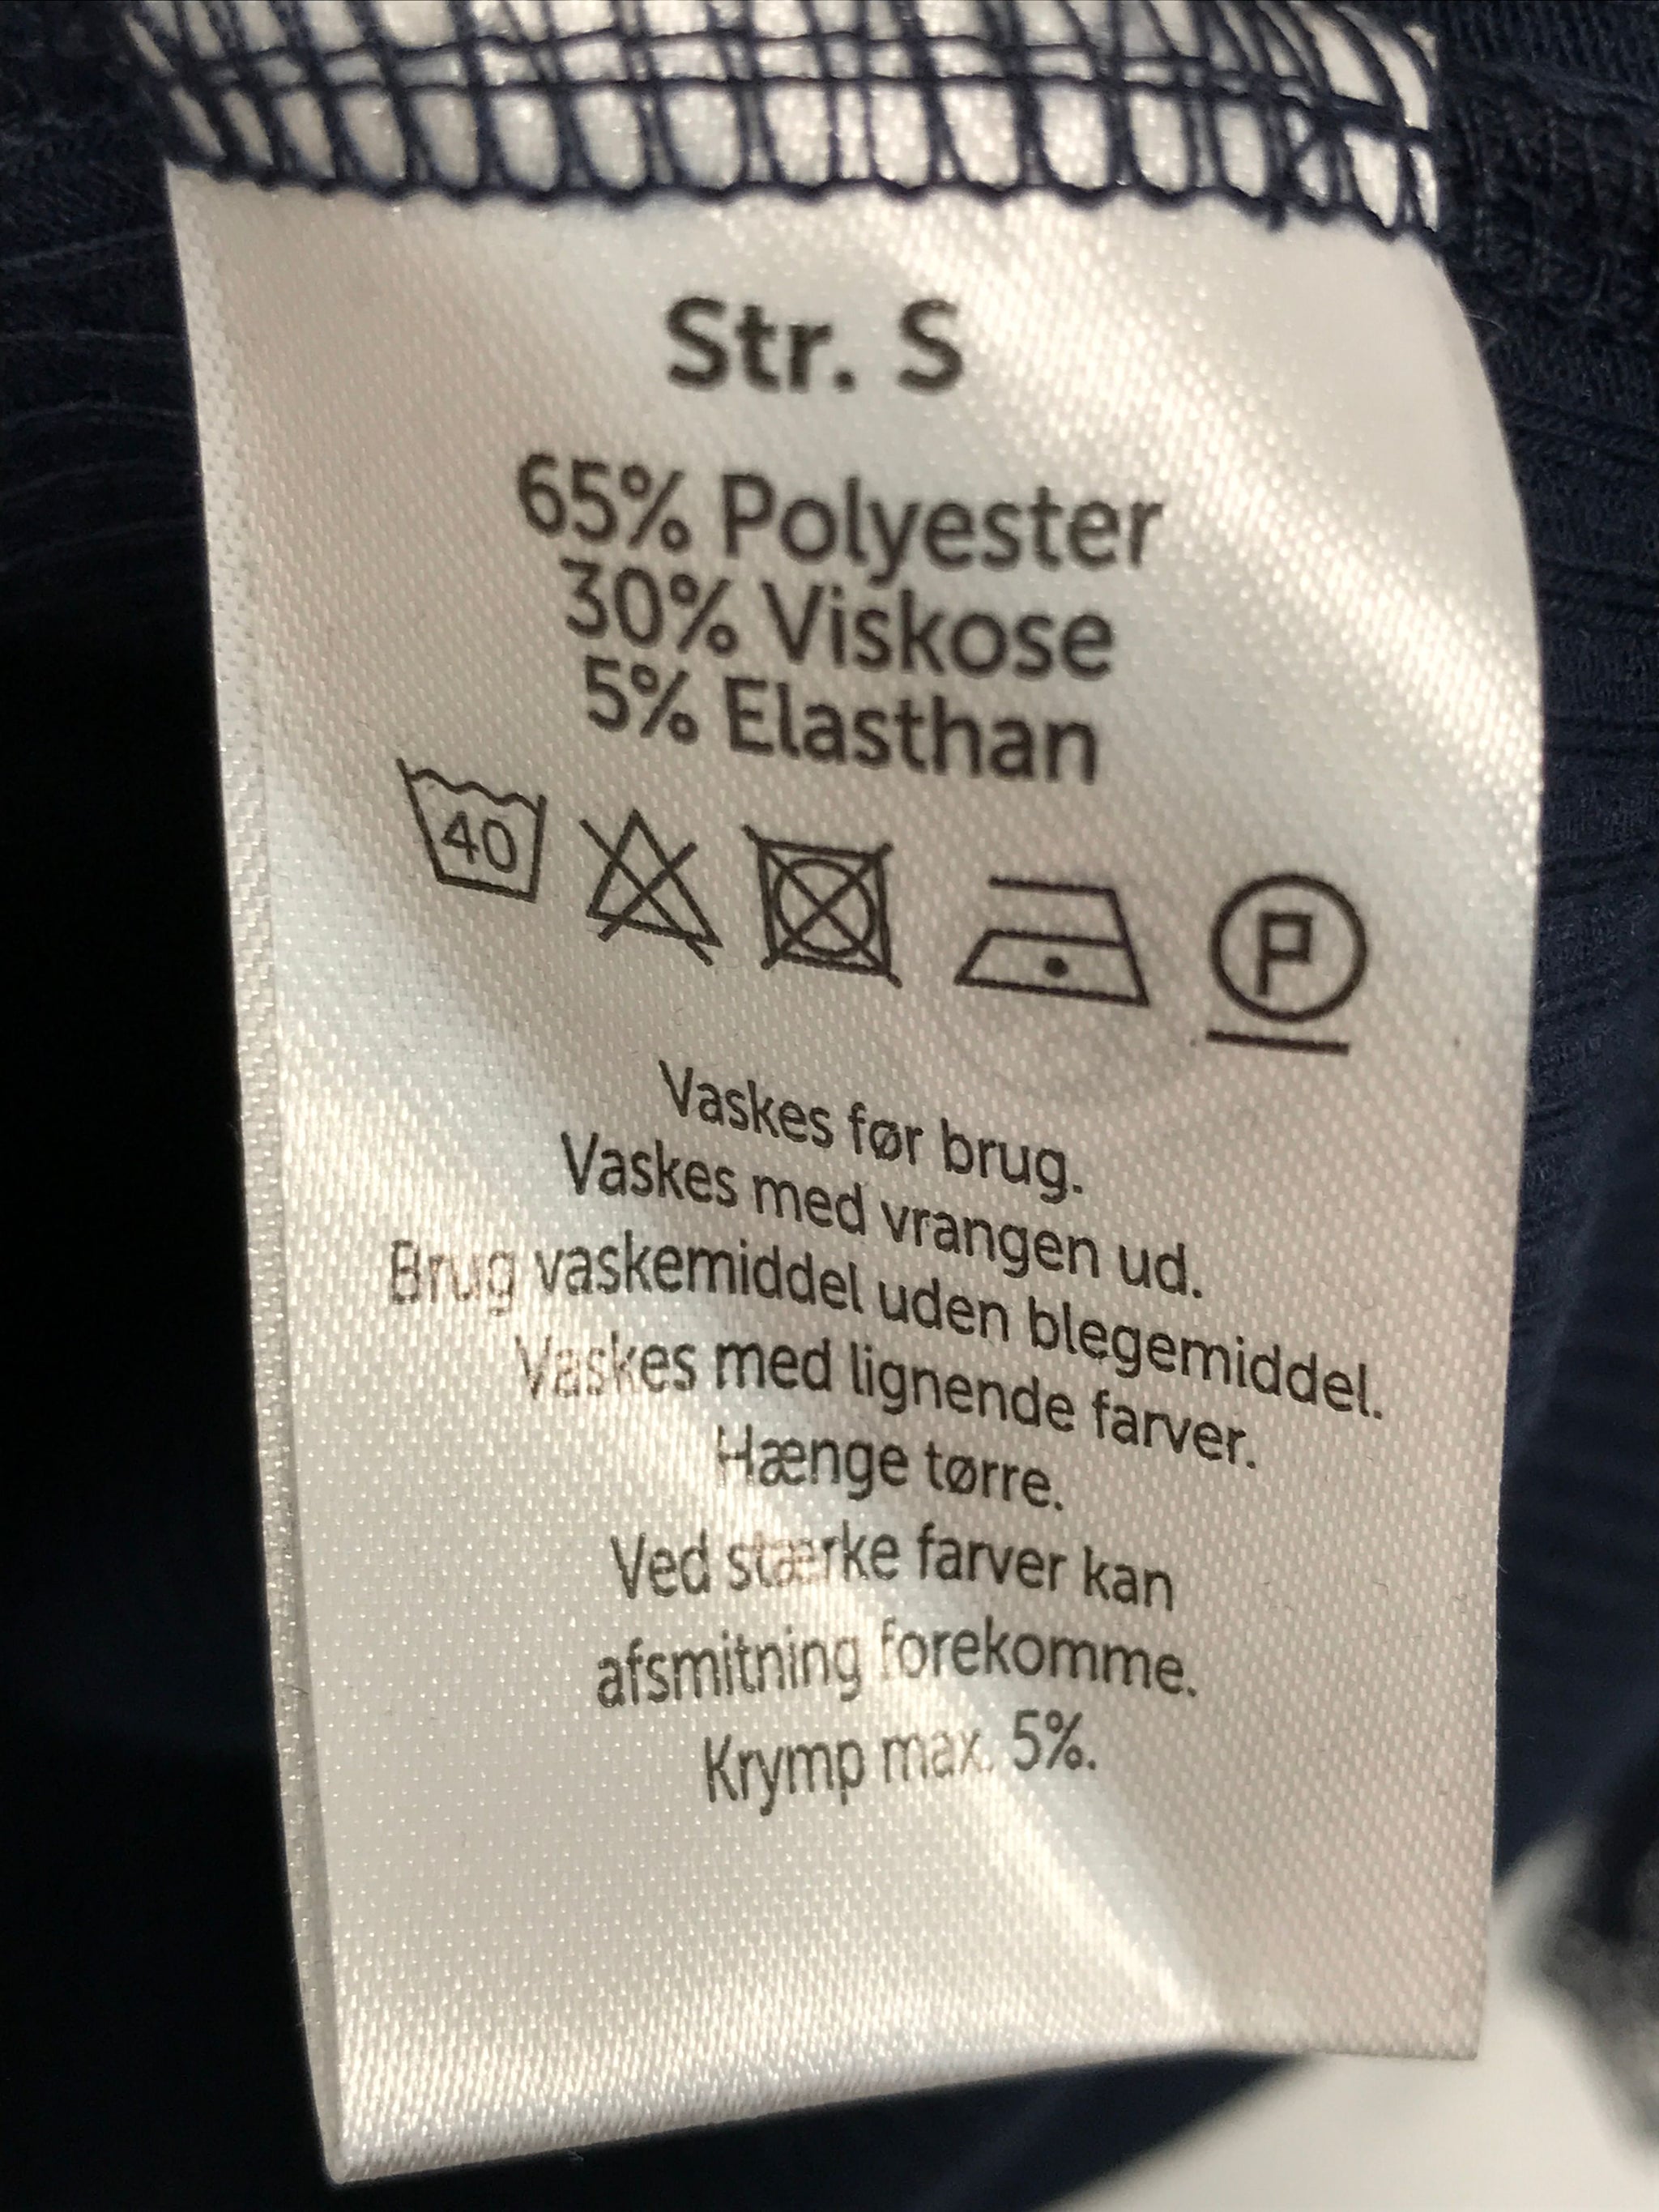 Str. S
65% Polyester
30% Viskose
5% Elasthan
40
P
Vaskes før brug.
Vaskes med vrangen ud.
Brug vaskemiddel uden blegemiddel.
Vaskes med lignende farver.
Hænge tørre.
Ved stærke farver kan
afsmitning forekomme.
Krymp max. 5%.